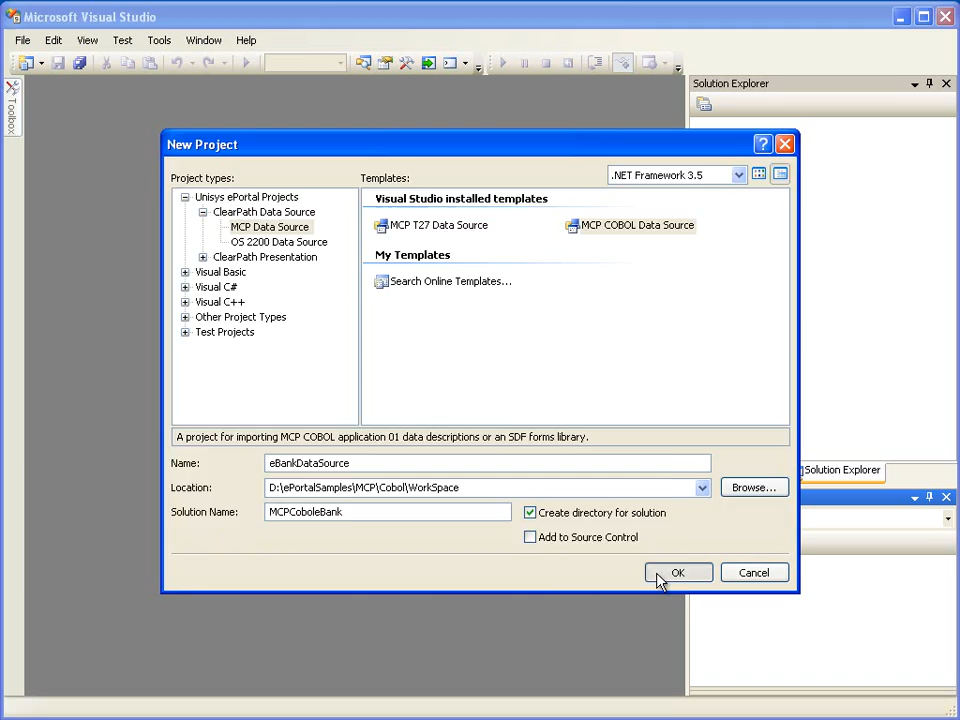 Microsoft Visual Studio
File Edit View Test Tools Window Help
Toolbox
Solution Explorer
New Project
Project types:
Templates:
.NET Framework 3.5
Unisys ePortal Projects
ClearPath Data Source
MCP Data Source
OS 2200 Data Source
ClearPath Presentation
Visual Basic
Visual C#
Visual C++
Other Project Types
Test Projects
Visual Studio installed templates
MCP T27 Data Source
MCP COBOL Data Source
My Templates
Search Online Templates...
A project for importing MCP COBOL application 01 data descriptions or an SDF forms library.
Name: eBankDataSource
Location: D:\ePortalSamples\MCP\Cobol\WorkSpace Browse...
Solution Name: MCPCoboleBank Create directory for solution
Add to Source Control
OK Cancel
Solution Explorer